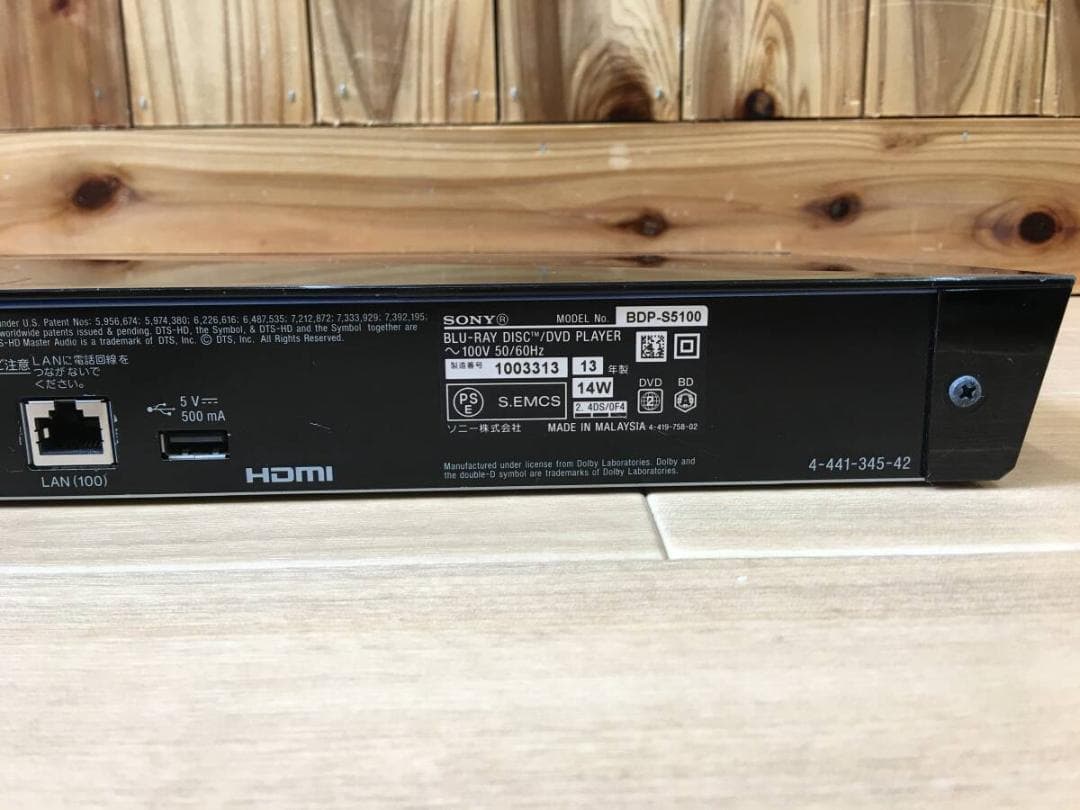 nder U.S. Patent Nos: 5,956,674; 5,974,380; 6,226,616; 6,487,535; 7,212,872; 7,333,929; 7,392,195.
worldwide patents issued & pending. DTS-HD, the Symbol, & DTS-HD and the Symbol together are
S-HD Master Audio is a trademark of DTS, Inc. © DTS, Inc. All Rights Reserved.
ご注意 LANに電話回線を
つながないで
ください。
LAN (100)
5 V⎓
500 mA
HDMI
SONY® MODEL No. BDP-S5100
BLU-RAY DISC™/DVD PLAYER
～100V 50/60Hz
製造番号 1003313 13 年製
14W
PSE S.EMCS 2. 4DS/0F4
DVD 2 BD A
ソニー株式会社 MADE IN MALAYSIA 4-419-758-02
Manufactured under license from Dolby Laboratories. Dolby and
the double-D symbol are trademarks of Dolby Laboratories.
4-441-345-42